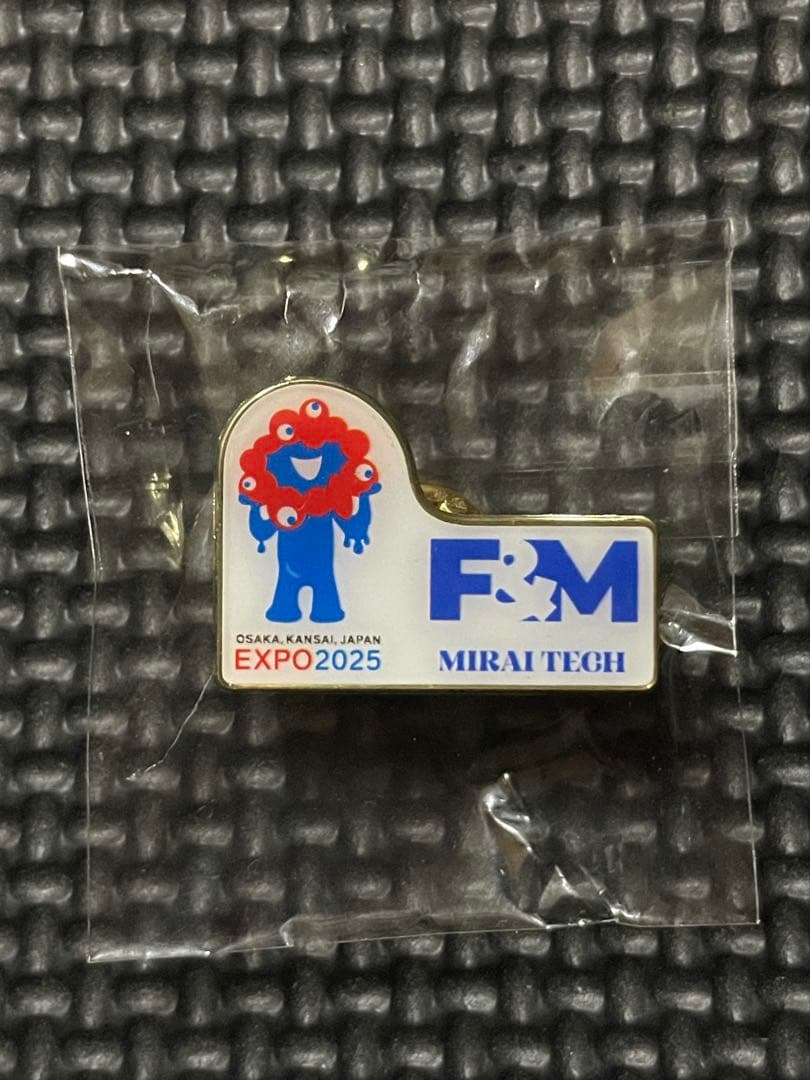 OSAKA, KANSAI, JAPAN
EXPO2025
F&M
MIRAI TECH